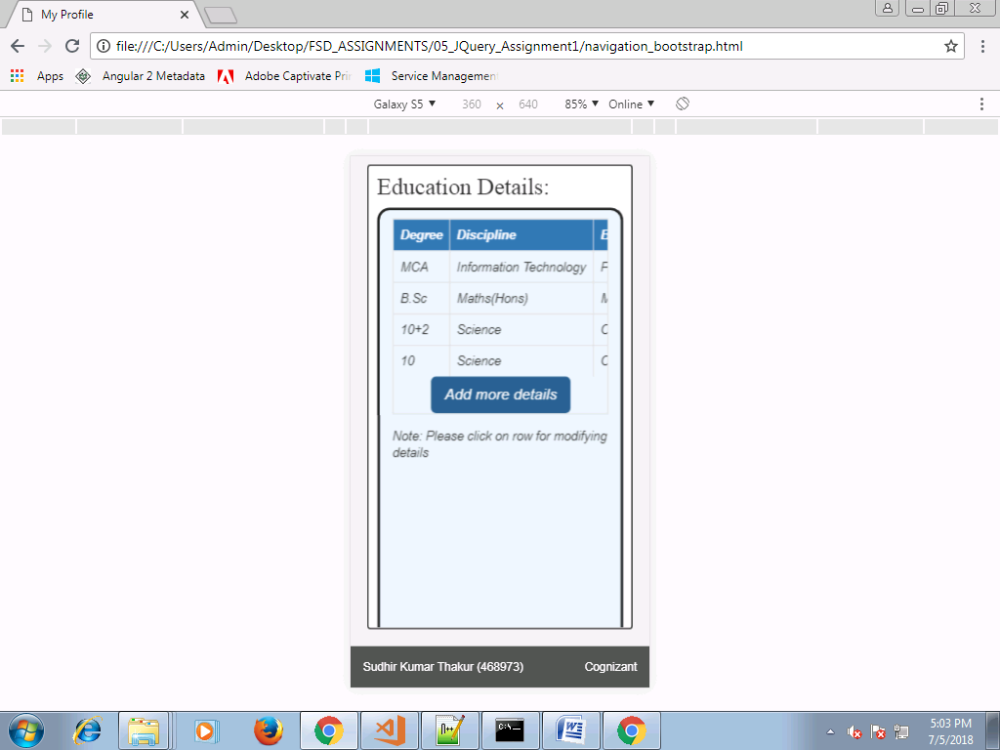 My Profile
file:///C:/Users/Admin/Desktop/FSD_ASSIGNMENTS/05_JQuery_Assignment1/navigation_bootstrap.html
Apps Angular 2 Metadata Adobe Captivate Pri Service Managemen
Galaxy S5 ▼ 360 x 640 85% ▼ Online ▼
Education Details:
Degree Discipline E
MCA Information Technology
B.Sc Maths(Hons)
10+2 Science
10 Science
Add more details
Note: Please click on row for modifying
details
Sudhir Kumar Thakur (468973) Cognizant
5:03 PM
7/5/2018